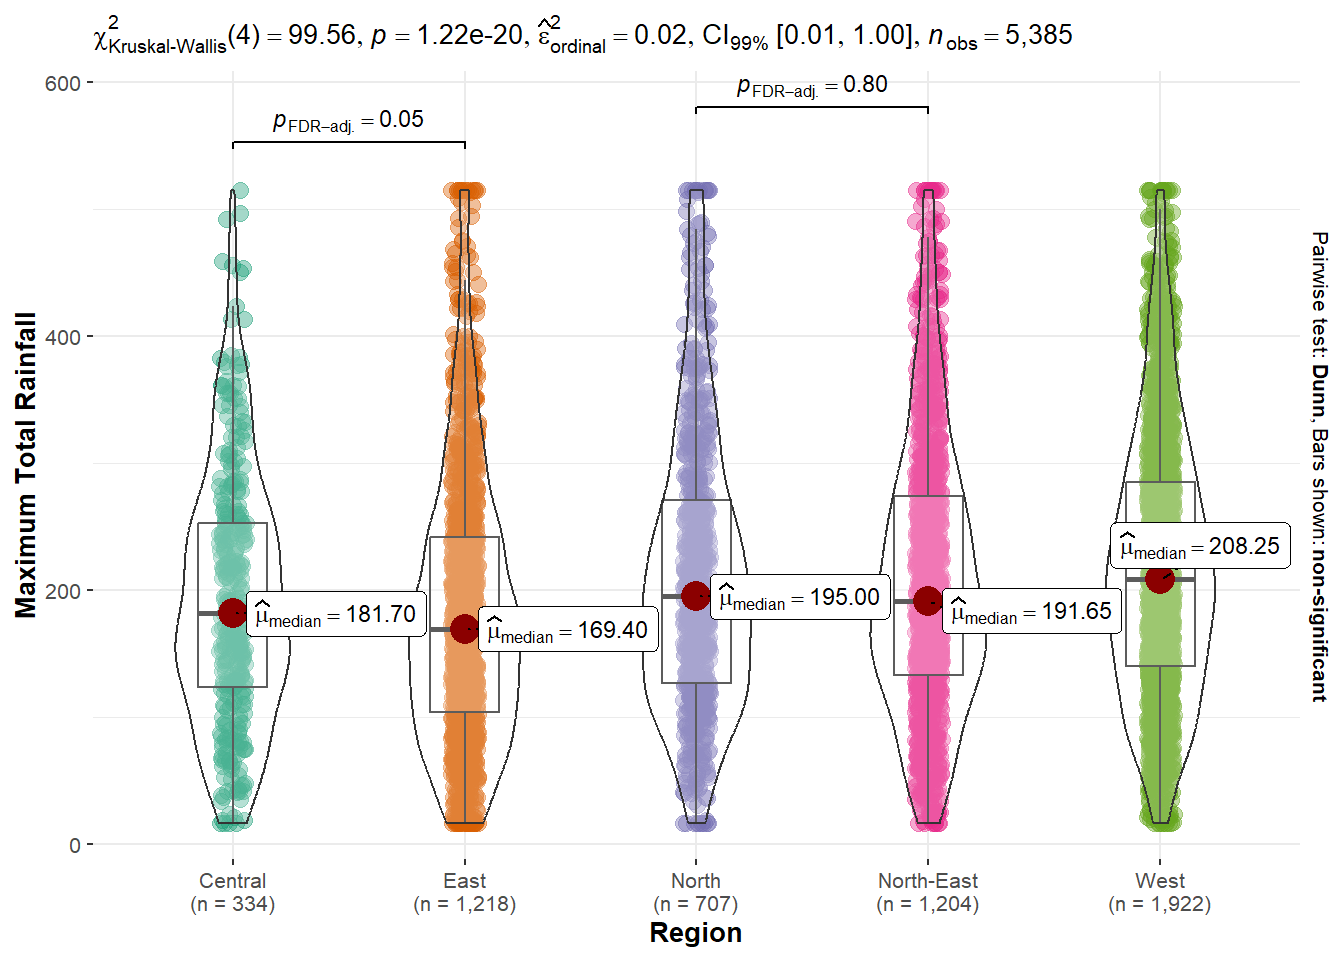 χ²Kruskal-Wallis(4) = 99.56, p = 1.22e-20, ε̂²ordinal = 0.02, CI99% [0.01, 1.00], nobs = 5,385
600
400
200
0
Maximum Total Rainfall
pFDR−adj. = 0.05
pFDR−adj. = 0.80
μ̂median = 181.70
μ̂median = 169.40
μ̂median = 195.00
μ̂median = 191.65
μ̂median = 208.25
Pairwise test: Dunn, Bars shown: non-significant
Central
(n = 334)
East
(n = 1,218)
North
(n = 707)
North-East
(n = 1,204)
West
(n = 1,922)
Region